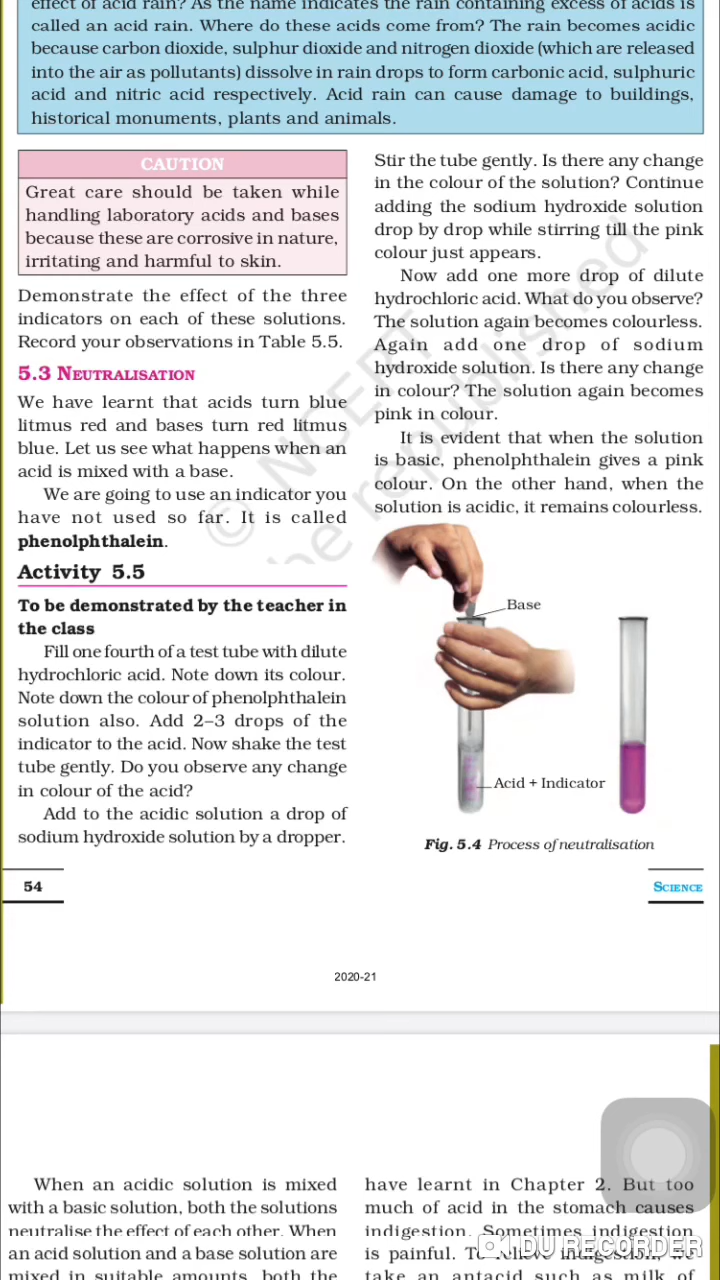 effect of acid rain? As the name indicates the rain containing excess of acids is
called an acid rain. Where do these acids come from? The rain becomes acidic
because carbon dioxide, sulphur dioxide and nitrogen dioxide (which are released
into the air as pollutants) dissolve in rain drops to form carbonic acid, sulphuric
acid and nitric acid respectively. Acid rain can cause damage to buildings,
historical monuments, plants and animals.
CAUTION
Great care should be taken while
handling laboratory acids and bases
because these are corrosive in nature,
irritating and harmful to skin.
Demonstrate the effect of the three
indicators on each of these solutions.
Record your observations in Table 5.5.
5.3 NEUTRALISATION
We have learnt that acids turn blue
litmus red and bases turn red litmus
blue. Let us see what happens when an
acid is mixed with a base.
We are going to use an indicator you
have not used so far. It is called
phenolphthalein.
Activity 5.5
To be demonstrated by the teacher in
the class
Fill one fourth of a test tube with dilute
hydrochloric acid. Note down its colour.
Note down the colour of phenolphthalein
solution also. Add 2–3 drops of the
indicator to the acid. Now shake the test
tube gently. Do you observe any change
in colour of the acid?
Add to the acidic solution a drop of
sodium hydroxide solution by a dropper.
Stir the tube gently. Is there any change
in the colour of the solution? Continue
adding the sodium hydroxide solution
drop by drop while stirring till the pink
colour just appears.
Now add one more drop of dilute
hydrochloric acid. What do you observe?
The solution again becomes colourless.
Again add one drop of sodium
hydroxide solution. Is there any change
in colour? The solution again becomes
pink in colour.
It is evident that when the solution
is basic, phenolphthalein gives a pink
colour. On the other hand, when the
solution is acidic, it remains colourless.
Base
Acid + Indicator
Fig. 5.4 Process of neutralisation
© NCERT
be republished
54
SCIENCE
2020-21
When an acidic solution is mixed
with a basic solution, both the solutions
neutralise the effect of each other. When
an acid solution and a base solution are
mixed in suitable amounts, both the
have learnt in Chapter 2. But too
much of acid in the stomach causes
indigestion. Sometimes indigestion
is painful. To relieve indigestion, we
take an antacid such as milk of
DU RECORDER